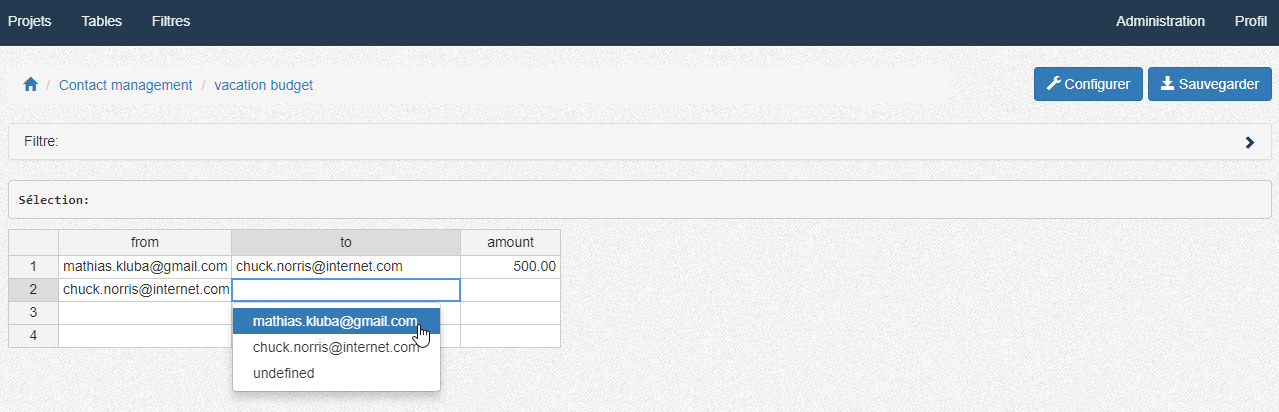 Projets Tables Filtres Administration Profil
/ Contact management / vacation budget Configurer Sauvegarder
Filtre:
Sélection:
from to amount
1 mathias.kluba@gmail.com chuck.norris@internet.com 500.00
2 chuck.norris@internet.com
3
mathias.kluba@gmail.com
4
chuck.norris@internet.com
undefined